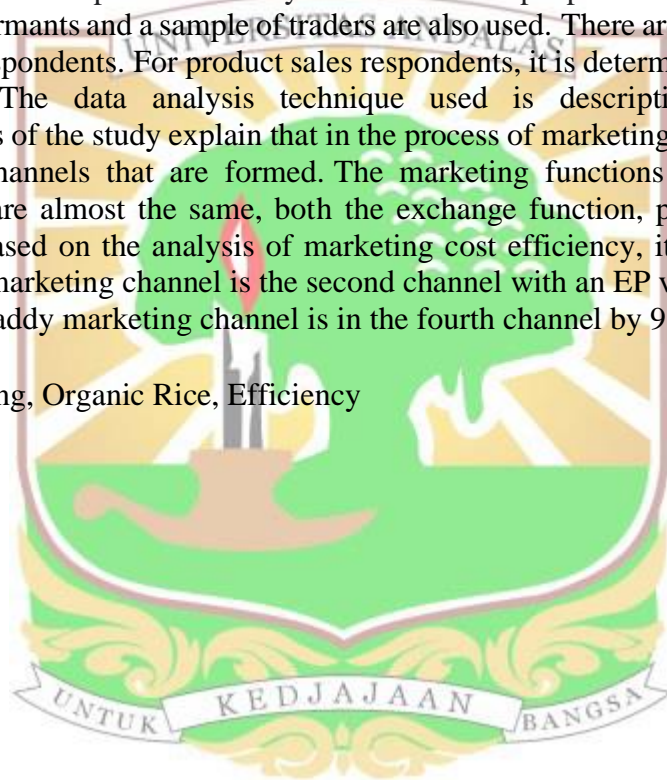 rmants and a sample of traders are also used. There ar
UNIVERSITAS ANDALAS
spondents. For product sales respondents, it is determ
The data analysis technique used is descripti
s of the study explain that in the process of marketing
hannels that are formed. The marketing functions
are almost the same, both the exchange function, p
ased on the analysis of marketing cost efficiency, it
marketing channel is the second channel with an EP v
addy marketing channel is in the fourth channel by 9
ng, Organic Rice, Efficiency
UNTUK KEDJAJAAN BANGSA